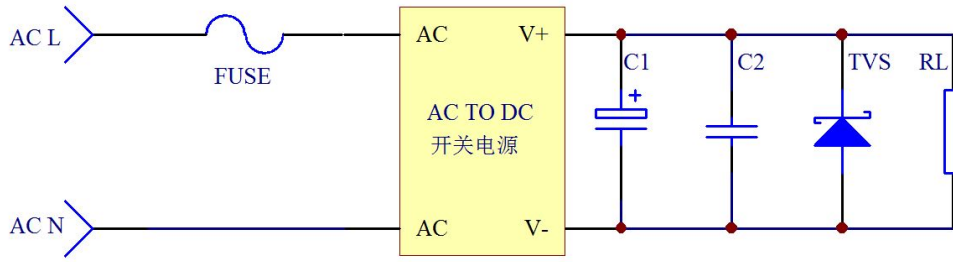 AC L
FUSE
AC
V+
C1
+
C2
TVS
RL
AC TO DC
开关电源
AC N
AC
V-